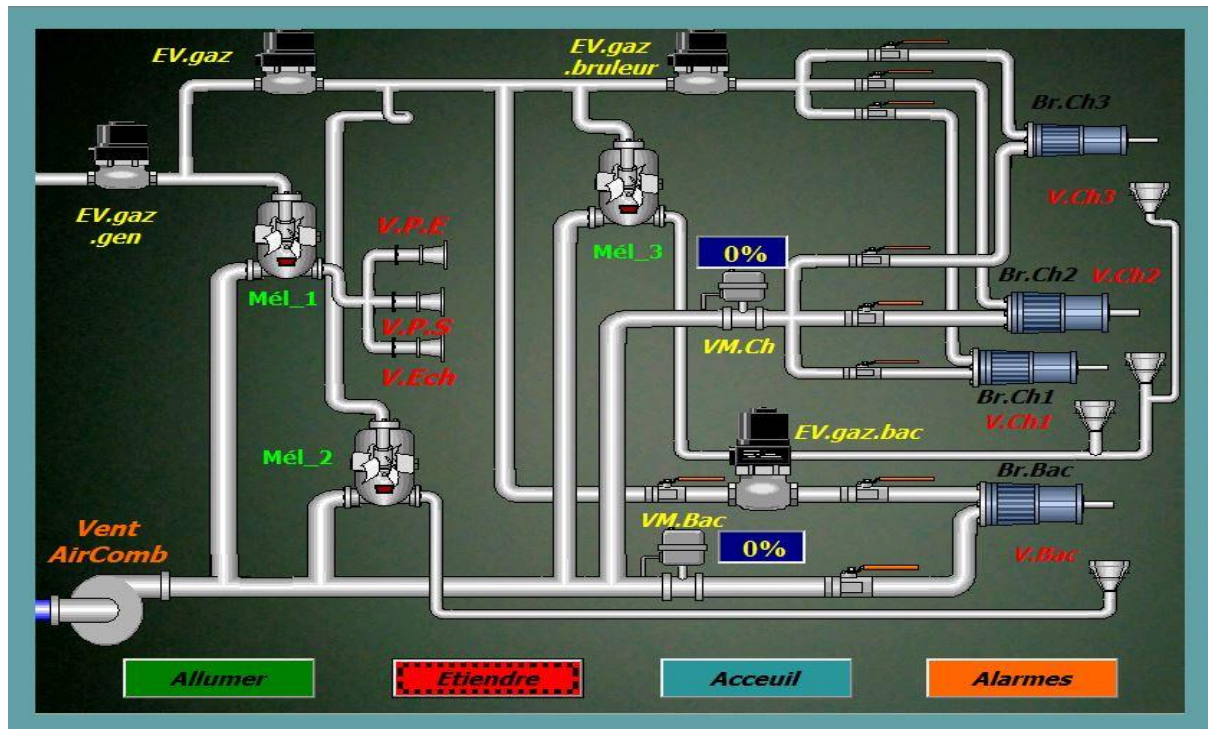 EV.gaz
EV.gaz
.bruleur
Br.Ch3
V.Ch3
EV.gaz
.gen
V.P.E
Mél_3
0%
Br.Ch2
V.Ch2
Mél_1
V.P.S
VM.Ch
V.Ech
Br.Ch1
V.Ch1
EV.gaz.bac
Mél_2
Br.Bac
VM.Bac
Vent
AirComb
0%
V.Bac
Allumer
Etiendre
Acceuil
Alarmes